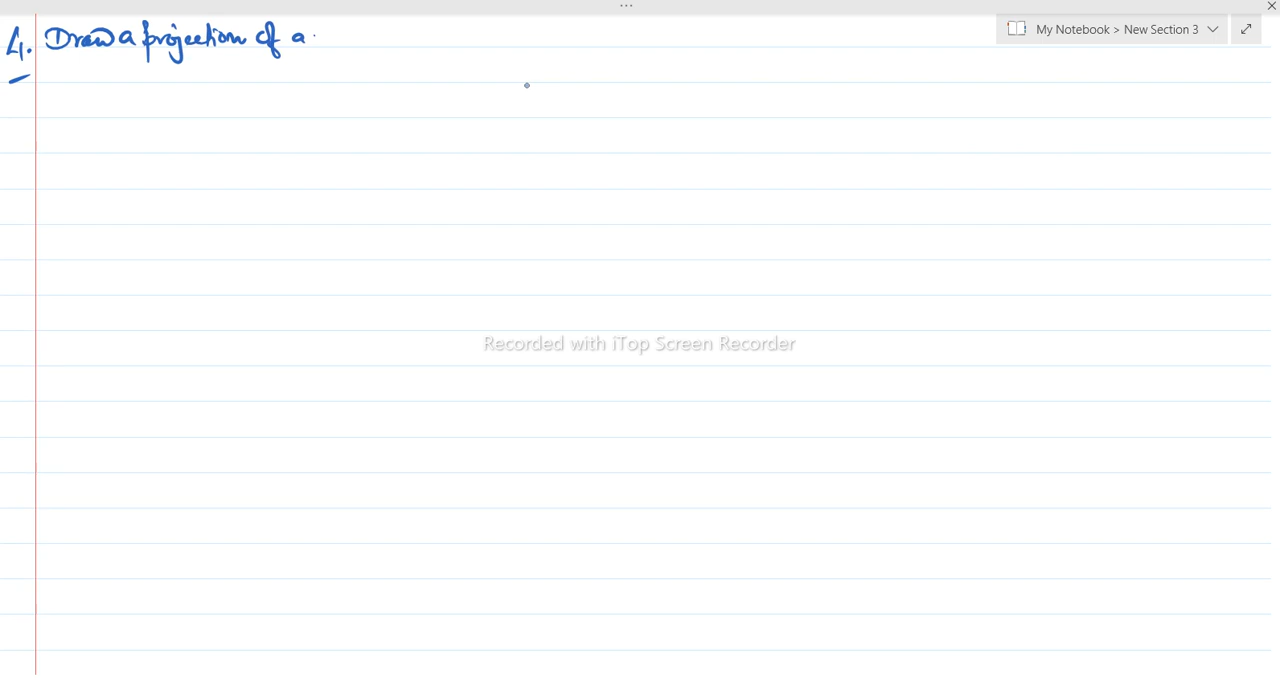 ...
My Notebook > New Section 3
4. Draw a projection of a
Recorded with iTop Screen Recorder